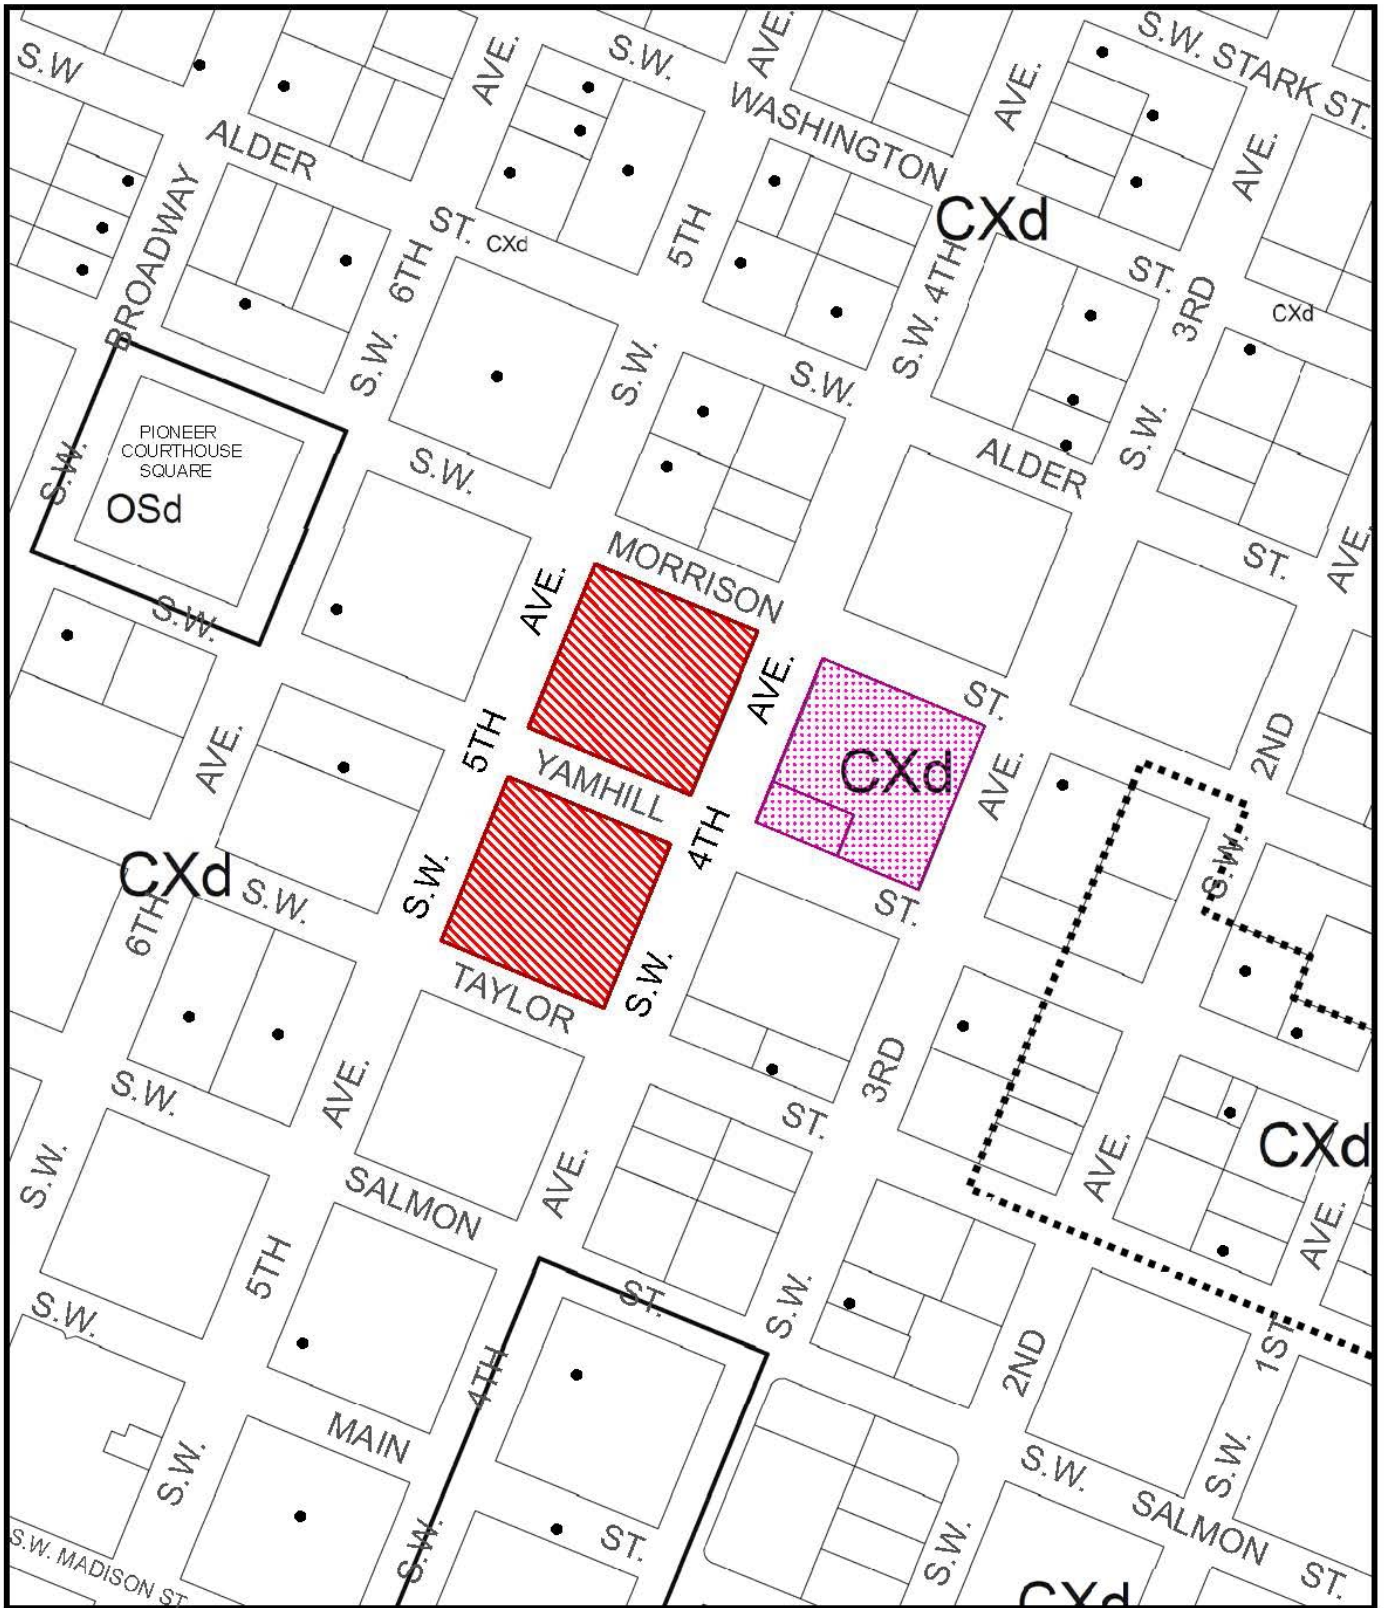 S.W. STARK ST.
S.W.
AVE.
S.W.
AVE.
AVE.
WASHINGTON
ALDER
AVE.
BROADWAY
ST.
CXd
CXd
5TH
6TH
S.W. 4TH
ST.
3RD
CXd
S.W.
S.W.
S.W.
PIONEER
COURTHOUSE
SQUARE
OSd
S.W.
S.W.
S.W.
ALDER
ST.
AVE.
MORRISON
AVE.
S.W.
AVE.
ST.
5TH
YAMHILL
CXd
AVE.
2ND
AVE.
4TH
S.W.
CXd
S.W.
ST.
S.W.
6TH
TAYLOR
S.W.
3RD
AVE.
S.W.
ST.
CXd
AVE.
S.W.
SALMON
AVE.
AVE.
5TH
ST.
S.W.
S.W.
1ST
2ND
4TH
MAIN
S.W.
S.W.
S.W.
SALMON
S.W.
ST.
S.W.
ST.
S.W. MADISON ST.
CXd